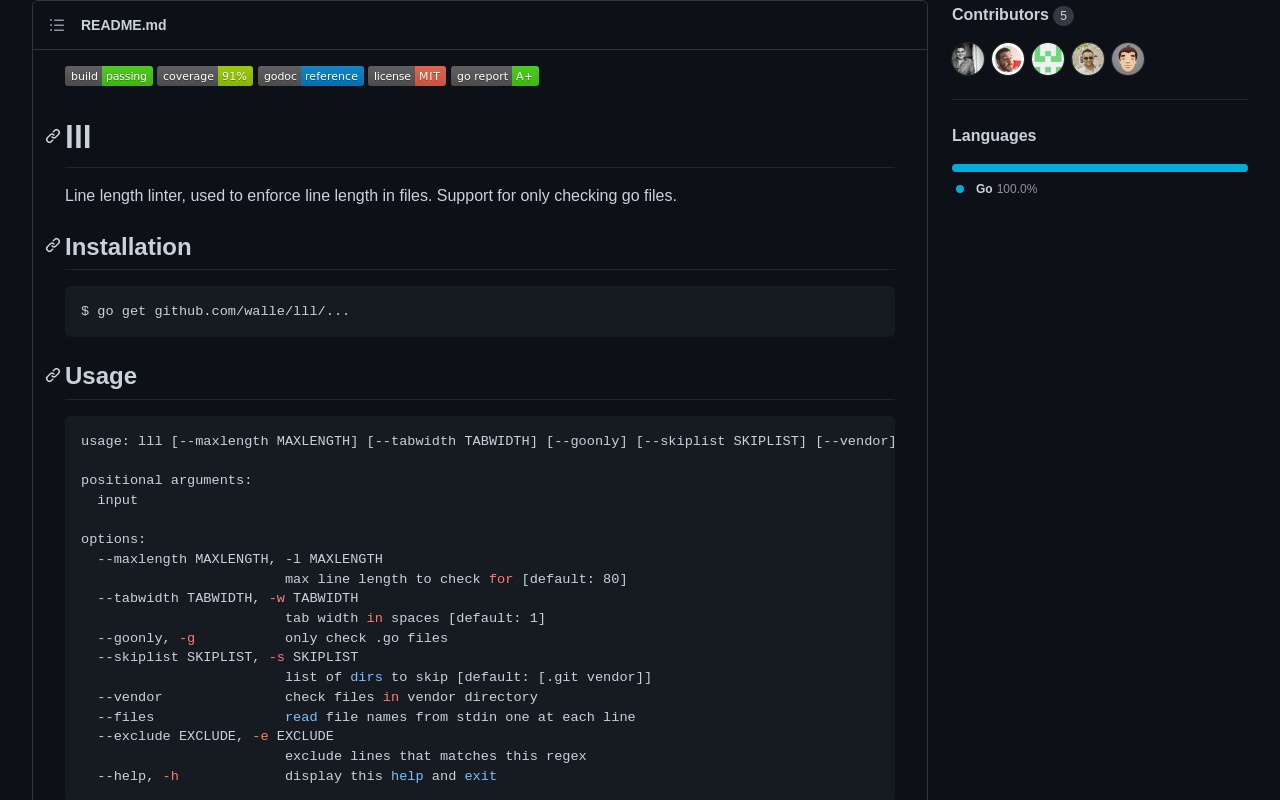 README.md
build passing coverage 91% godoc reference license MIT go report A+
lll
Line length linter, used to enforce line length in files. Support for only checking go files.
Installation
$ go get github.com/walle/lll/...
Usage
usage: lll [--maxlength MAXLENGTH] [--tabwidth TABWIDTH] [--goonly] [--skiplist SKIPLIST] [--vendor]
positional arguments:
  input
options:
  --maxlength MAXLENGTH, -l MAXLENGTH
                         max line length to check for [default: 80]
  --tabwidth TABWIDTH, -w TABWIDTH
                         tab width in spaces [default: 1]
  --goonly, -g           only check .go files
  --skiplist SKIPLIST, -s SKIPLIST
                         list of dirs to skip [default: [.git vendor]]
  --vendor               check files in vendor directory
  --files                read file names from stdin one at each line
  --exclude EXCLUDE, -e EXCLUDE
                         exclude lines that matches this regex
  --help, -h             display this help and exit
Contributors 5
Languages
Go 100.0%